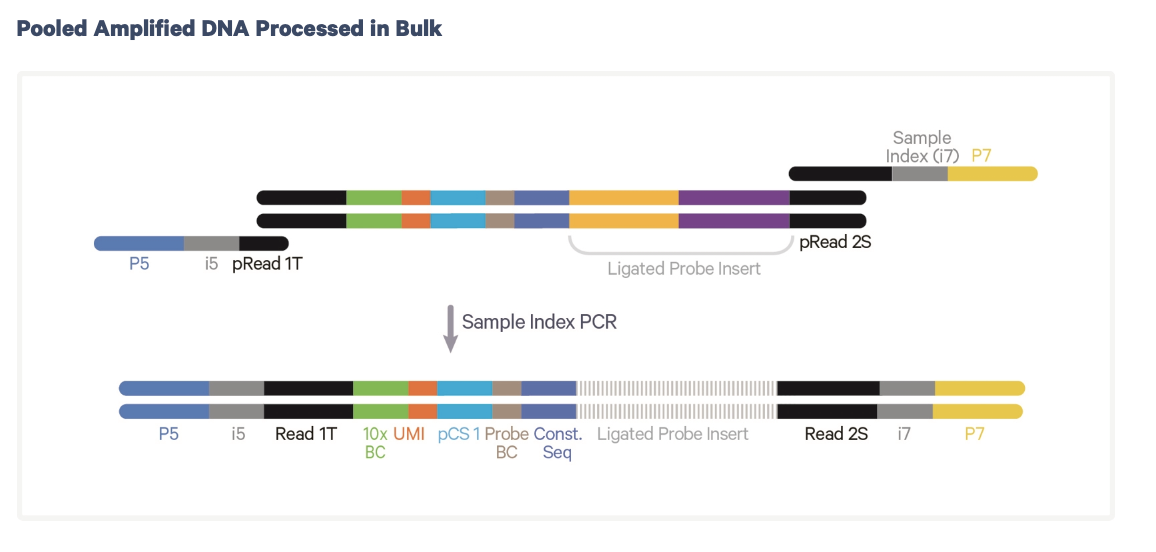 Pooled Amplified DNA Processed in Bulk
Sample
Index (i7) P7
pRead 2S
P5 i5 pRead 1T
Ligated Probe Insert
Sample Index PCR
P5 i5 Read 1T 10x UMI pCS 1 Probe Const. Ligated Probe Insert Read 2S i7 P7
BC BC Seq